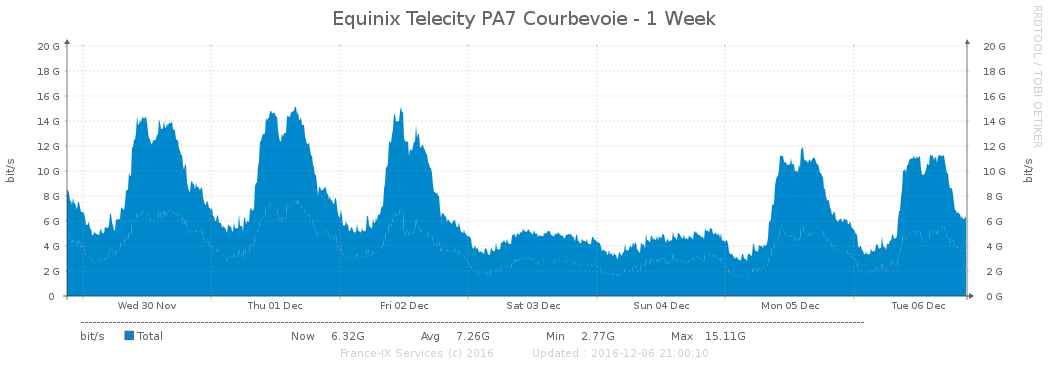 Equinix Telecity PA7 Courbevoie - 1 Week
RRDTOOL / TOBI OETIKER
bit/s
20 G
18 G
16 G
14 G
12 G
10 G
8 G
6 G
4 G
2 G
0
20 G
18 G
16 G
14 G
12 G
10 G
8 G
6 G
4 G
2 G
0 G
bit/s
Wed 30 Nov Thu 01 Dec Fri 02 Dec Sat 03 Dec Sun 04 Dec Mon 05 Dec Tue 06 Dec
bit/s Total Now 6.32G Avg 7.26G Min 2.77G Max 15.11G
France-IX Services (c) 2016 Updated : 2016-12-06 21:00:10